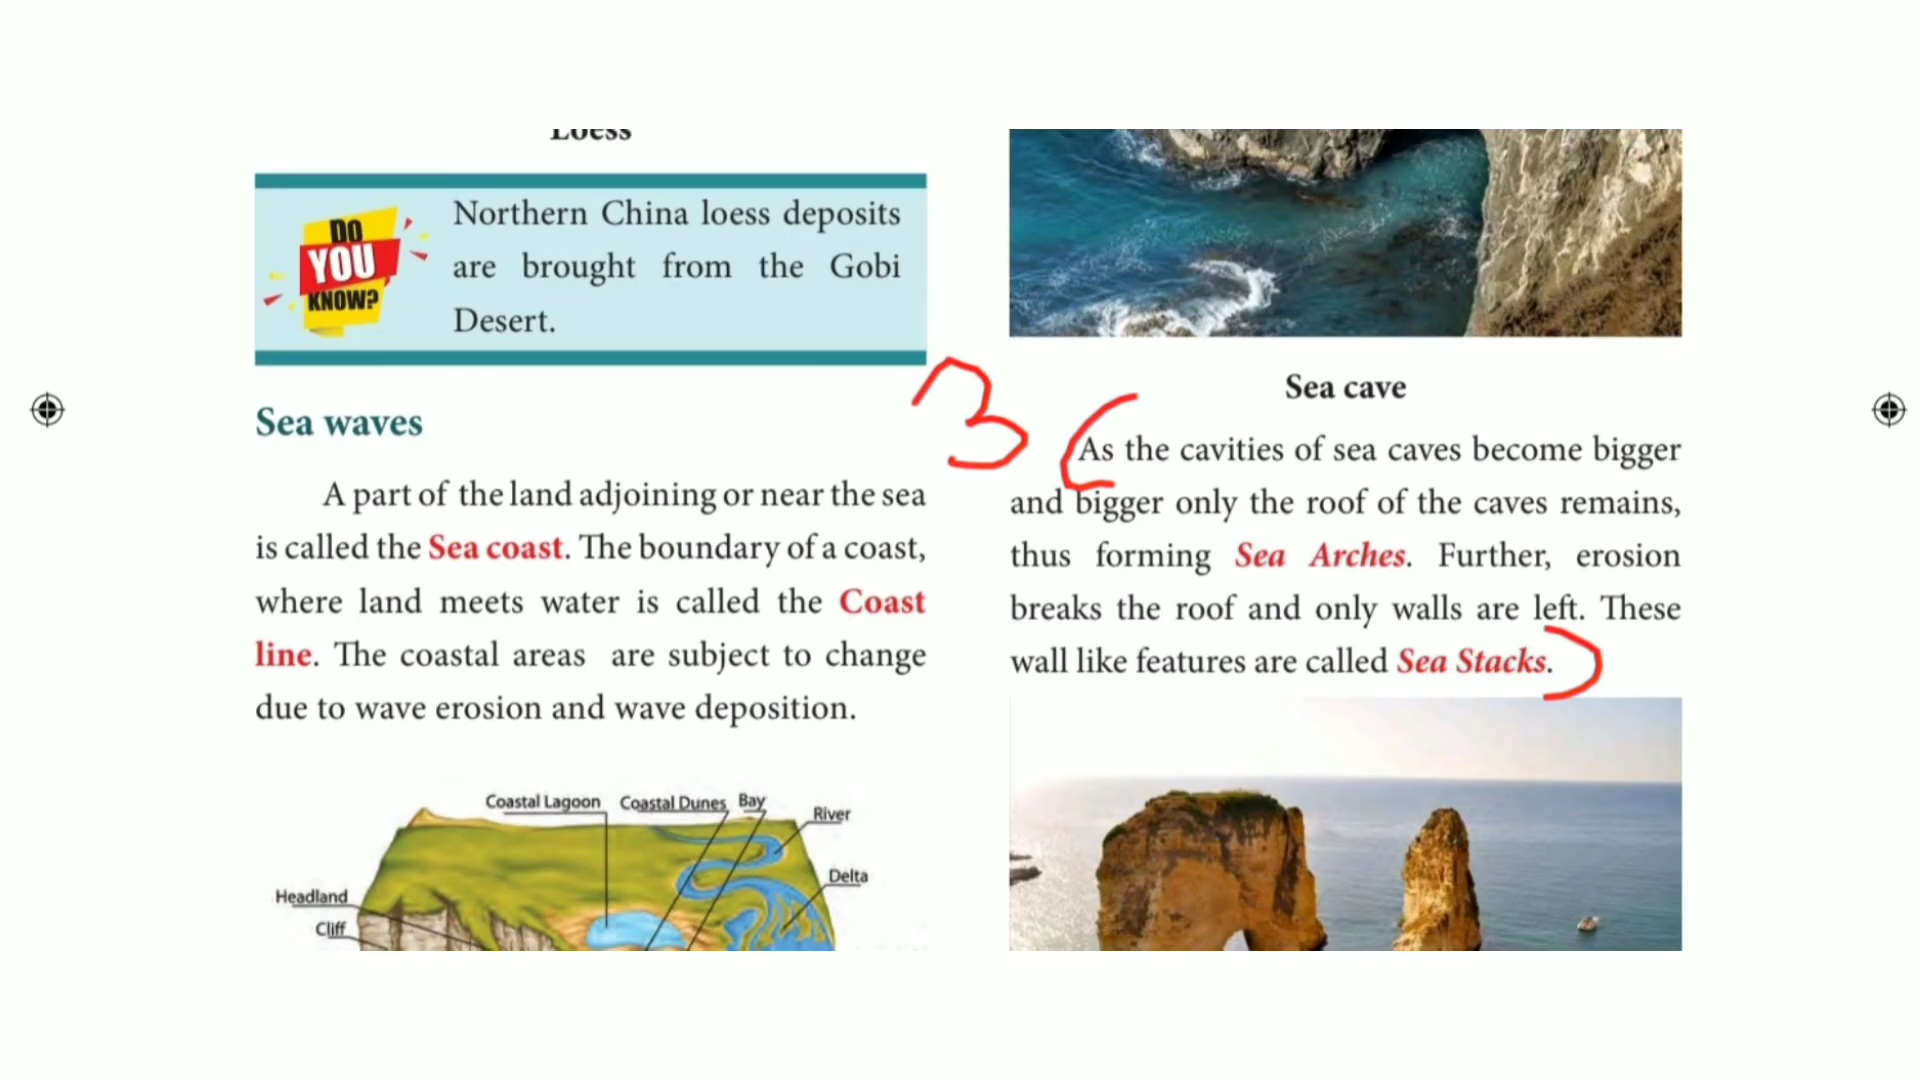 Loess
DO
YOU
KNOW?
Northern China loess deposits
are brought from the Gobi
Desert.
Sea waves
A part of the land adjoining or near the sea
is called the Sea coast. The boundary of a coast,
where land meets water is called the Coast
line. The coastal areas are subject to change
due to wave erosion and wave deposition.
Coastal Lagoon
Coastal Dunes
Bay
River
Delta
Headland
Cliff
3
Sea cave
As the cavities of sea caves become bigger
and bigger only the roof of the caves remains,
thus forming Sea Arches. Further, erosion
breaks the roof and only walls are left. These
wall like features are called Sea Stacks.